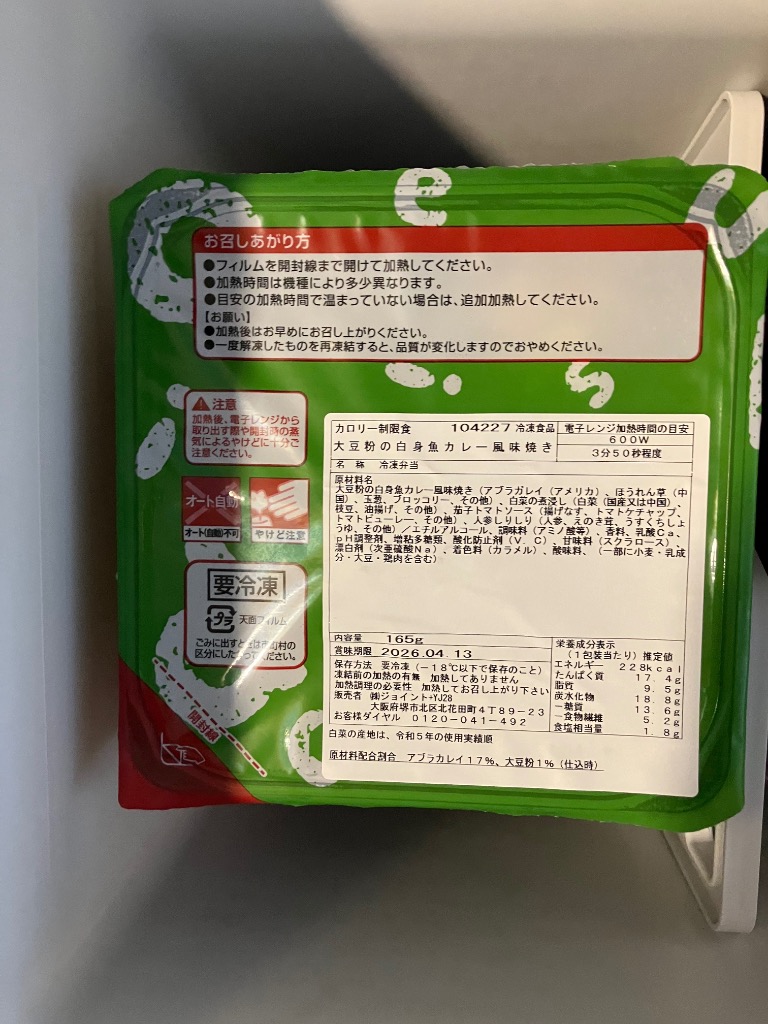 e
s
お召しあがり方
●フィルムを開封線まで開けて加熱してください。
●加熱時間は機種により多少異なります。
●目安の加熱時間で温まっていない場合は、追加加熱してください。
【お願い】
●加熱後はお早めにお召し上がりください。
●一度解凍したものを再凍結すると、品質が変化しますのでおやめください。
注意
加熱後、電子レンジから
取り出す際や開封時の蒸
気によるやけどに十分ご
注意ください。
オート自動
オート(自動)不可
やけど注意
要冷凍
プラ
天面フィルム
ごみに出すときは市町村の
区分にしたがってください。
開封線
カロリー制限食 104227 冷凍食品
大豆粉の白身魚カレー風味焼き
電子レンジ加熱時間の目安
600W
3分50秒程度
名 称 冷凍弁当
原材料名
大豆粉の白身魚カレー風味焼き(アブラガレイ(アメリカ)、ほうれん草(中
国)、玉葱、ブロッコリー、その他)、白菜の煮浸し(白菜(国産又は中国)、
枝豆、油揚げ、その他)、茄子トマトソース(揚げなす、トマトケチャップ、
トマトピューレー、その他)、人参しりしり(人参、えのき茸、うすくちしょ
うゆ、その他)/エチルアルコール、調味料(アミノ酸等)、香料、乳酸Ca、
pH調整剤、増粘多糖類、酸化防止剤(V.C)、甘味料(スクラロース)、
漂白剤(次亜硫酸Na)、着色料(カラメル)、酸味料、(一部に小麦・乳成
分・大豆・鶏肉を含む)
内容量 165g
賞味期限 2026.04.13
保存方法 要冷凍(-18℃以下で保存のこと)
凍結前の加熱の有無 加熱してありません
加熱調理の必要性 加熱してお召し上がり下さい
販売者 ㈱ジョイント+YJ28
大阪府堺市北区北花田町4丁89-23
お客様ダイヤル 0120-041-492
栄養成分表示
(1包装当たり)推定値
エネルギー 228kcal
たんぱく質 17.4g
脂質 9.5g
炭水化物 18.8g
-糖質 13.6g
-食物繊維 5.2g
食塩相当量 1.8g
白菜の産地は、令和5年の使用実績順
原材料配合割合 アブラカレイ17%、大豆粉1%(仕込時)